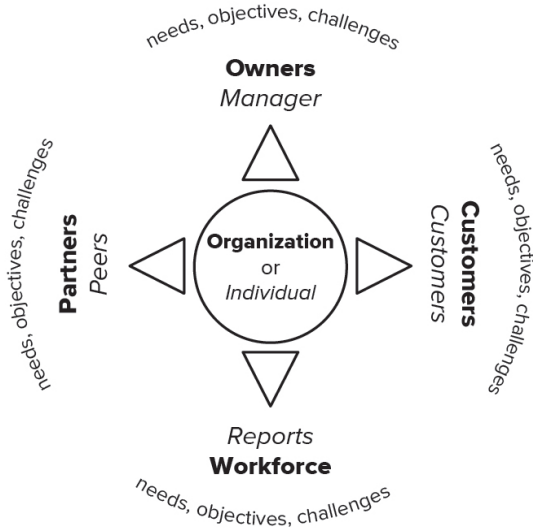 needs, objectives, challenges
Owners
Manager
needs, objectives, challenges
Partners
Peers
Organization
or
Individual
Customers
Customers
needs, objectives, challenges
Reports
Workforce
needs, objectives, challenges